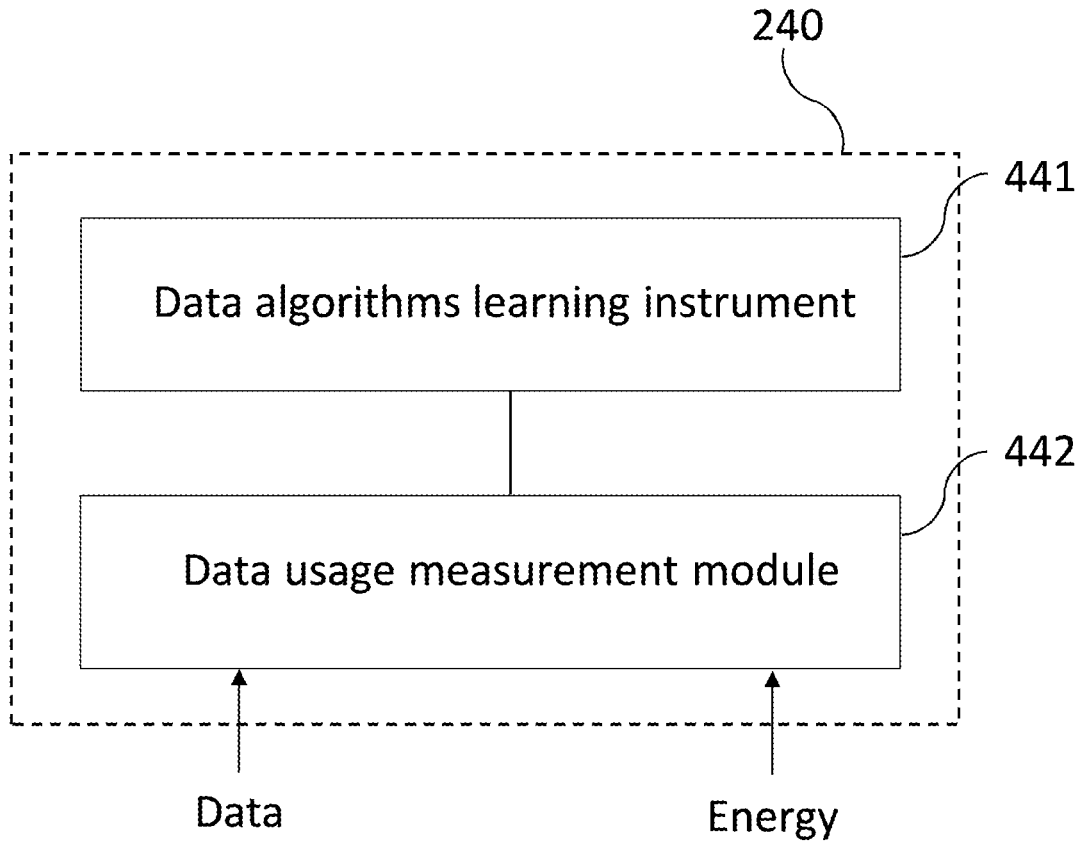 240
441
Data algorithms learning instrument
442
Data usage measurement module
Data
Energy